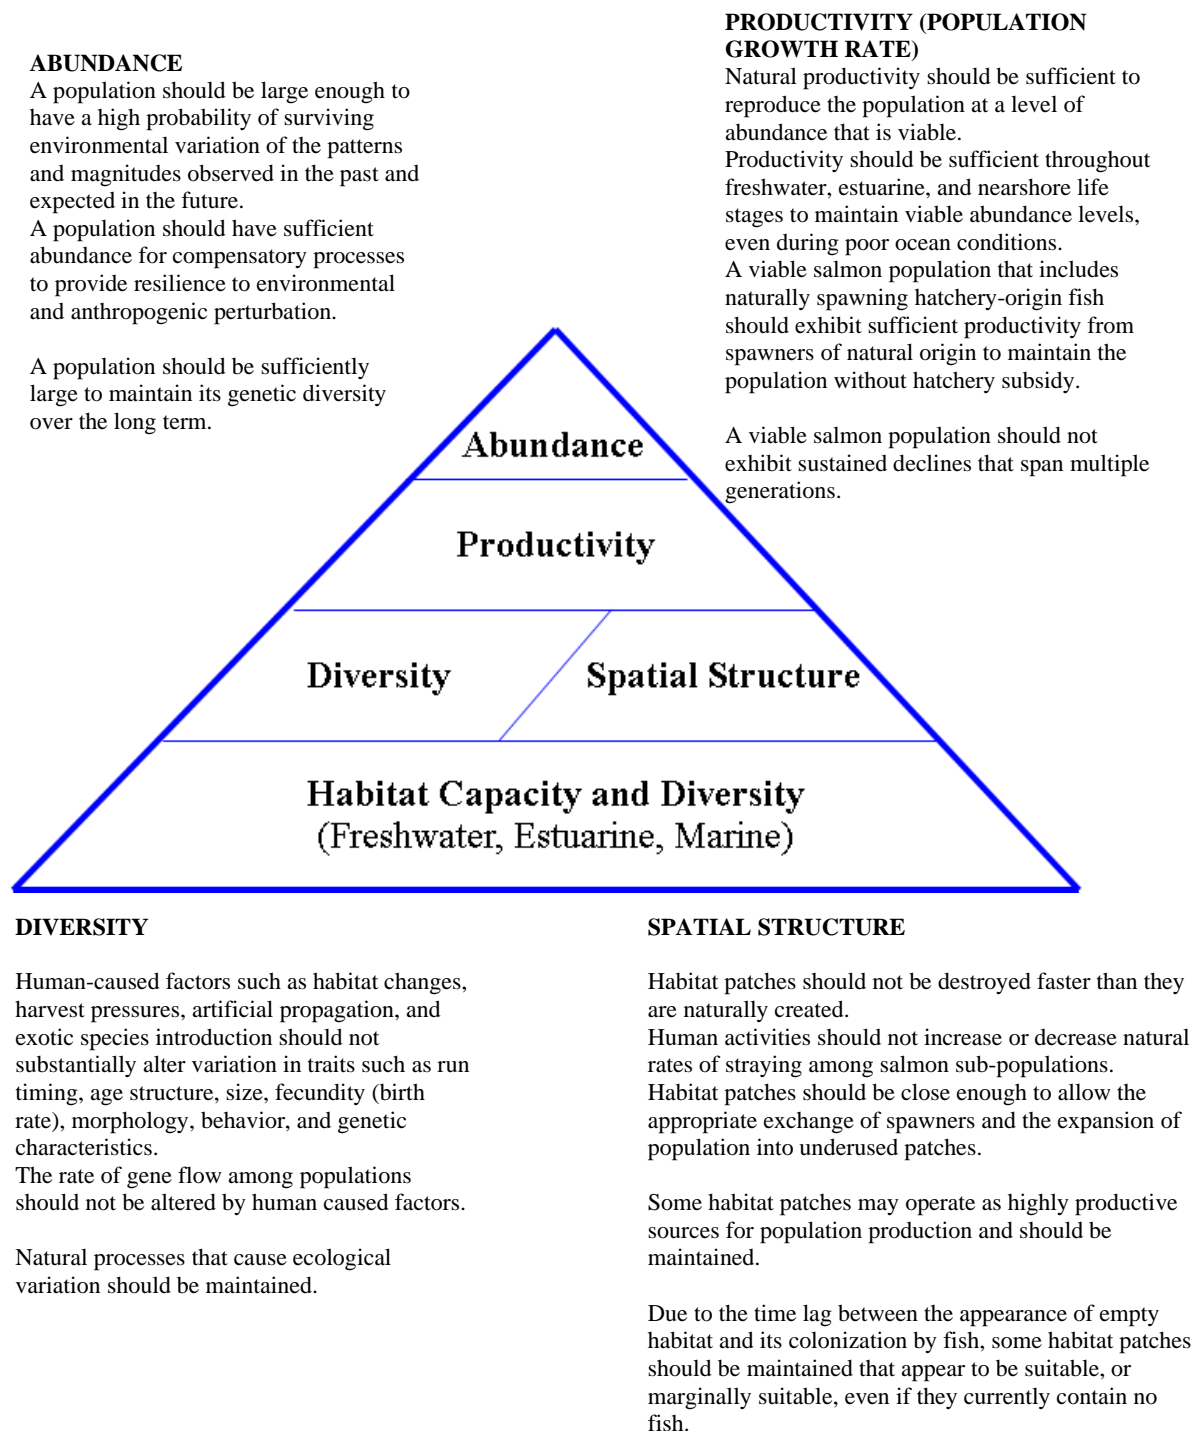 ABUNDANCE
A population should be large enough to
have a high probability of surviving
environmental variation of the patterns
and magnitudes observed in the past and
expected in the future.
A population should have sufficient
abundance for compensatory processes
to provide resilience to environmental
and anthropogenic perturbation.
A population should be sufficiently
large to maintain its genetic diversity
over the long term.
PRODUCTIVITY (POPULATION
GROWTH RATE)
Natural productivity should be sufficient to
reproduce the population at a level of
abundance that is viable.
Productivity should be sufficient throughout
freshwater, estuarine, and nearshore life
stages to maintain viable abundance levels,
even during poor ocean conditions.
A viable salmon population that includes
naturally spawning hatchery-origin fish
should exhibit sufficient productivity from
spawners of natural origin to maintain the
population without hatchery subsidy.
A viable salmon population should not
exhibit sustained declines that span multiple
generations.
Abundance
Productivity
Diversity
Spatial Structure
Habitat Capacity and Diversity
(Freshwater, Estuarine, Marine)
DIVERSITY
Human-caused factors such as habitat changes,
harvest pressures, artificial propagation, and
exotic species introduction should not
substantially alter variation in traits such as run
timing, age structure, size, fecundity (birth
rate), morphology, behavior, and genetic
characteristics.
The rate of gene flow among populations
should not be altered by human caused factors.
Natural processes that cause ecological
variation should be maintained.
SPATIAL STRUCTURE
Habitat patches should not be destroyed faster than they
are naturally created.
Human activities should not increase or decrease natural
rates of straying among salmon sub-populations.
Habitat patches should be close enough to allow the
appropriate exchange of spawners and the expansion of
population into underused patches.
Some habitat patches may operate as highly productive
sources for population production and should be
maintained.
Due to the time lag between the appearance of empty
habitat and its colonization by fish, some habitat patches
should be maintained that appear to be suitable, or
marginally suitable, even if they currently contain no
fish.